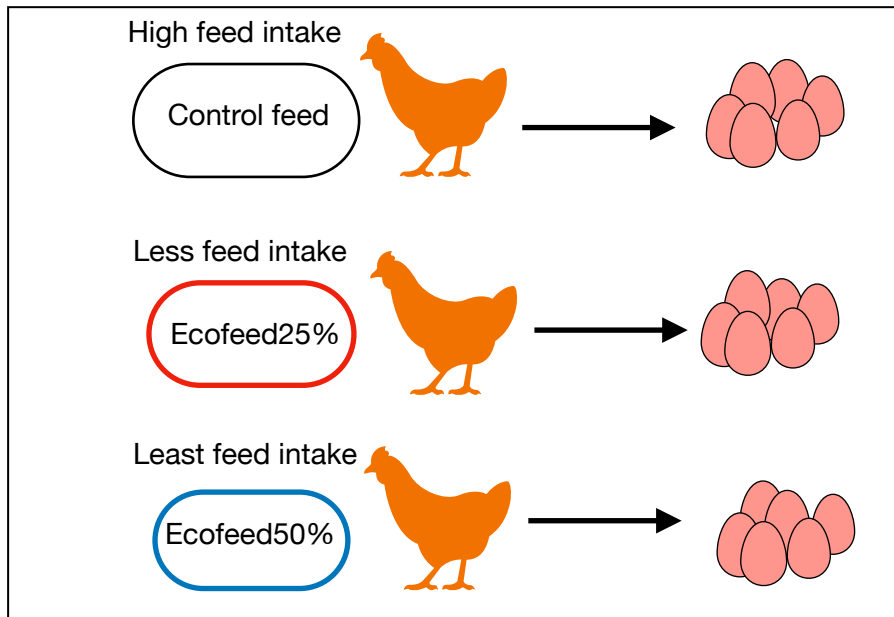 High feed intake
Control feed
Less feed intake
Ecofeed25%
Least feed intake
Ecofeed50%